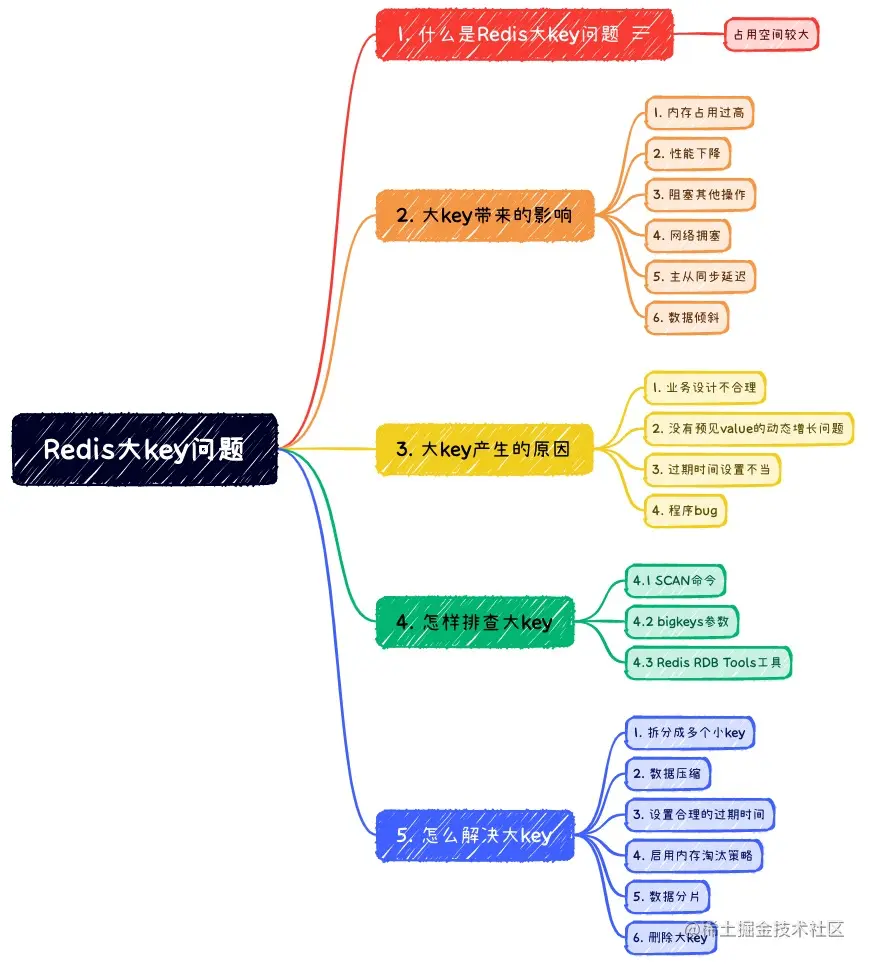 Redis大key问题
1. 什么是Redis大key问题
占用空间较大
2. 大key带来的影响
1. 内存占用过高
2. 性能下降
3. 阻塞其他操作
4. 网络拥塞
5. 主从同步延迟
6. 数据倾斜
3. 大key产生的原因
1. 业务设计不合理
2. 没有预见value的动态增长问题
3. 过期时间设置不当
4. 程序bug
4. 怎样排查大key
4.1 SCAN命令
4.2 bigkeys参数
4.3 Redis RDB Tools工具
5. 怎么解决大key
1. 拆分成多个小key
2. 数据压缩
3. 设置合理的过期时间
4. 启用内存淘汰策略
5. 数据分片
6. 删除大key
@稀土掘金技术社区